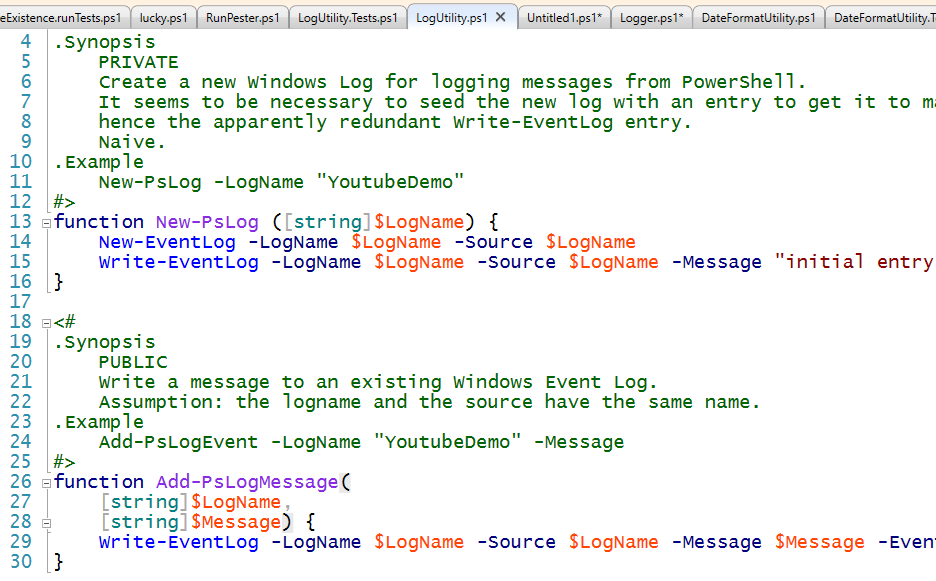 eExistence.runTests.ps1 lucky.ps1 RunPester.ps1 LogUtility.Tests.ps1 LogUtility.ps1 Untitled1.ps1* Logger.ps1* DateFormatUtility.ps1 DateFormatUtility.T
4 .Synopsis
5 PRIVATE
6 Create a new Windows Log for logging messages from PowerShell.
7 It seems to be necessary to seed the new log with an entry to get it to ma
8 hence the apparently redundant Write-EventLog entry.
9 Naive.
10 .Example
11 New-PsLog -LogName "YoutubeDemo"
12 #>
13 function New-PsLog ([string]$LogName) {
14 New-EventLog -LogName $LogName -Source $LogName
15 Write-EventLog -LogName $LogName -Source $LogName -Message "initial entry
16 }
17
18 <#
19 .Synopsis
20 PUBLIC
21 Write a message to an existing Windows Event Log.
22 Assumption: the logname and the source have the same name.
23 .Example
24 Add-PsLogEvent -LogName "YoutubeDemo" -Message
25 #>
26 function Add-PsLogMessage(
27 [string]$LogName,
28 [string]$Message) {
29 Write-EventLog -LogName $LogName -Source $LogName -Message $Message -Even
30 }